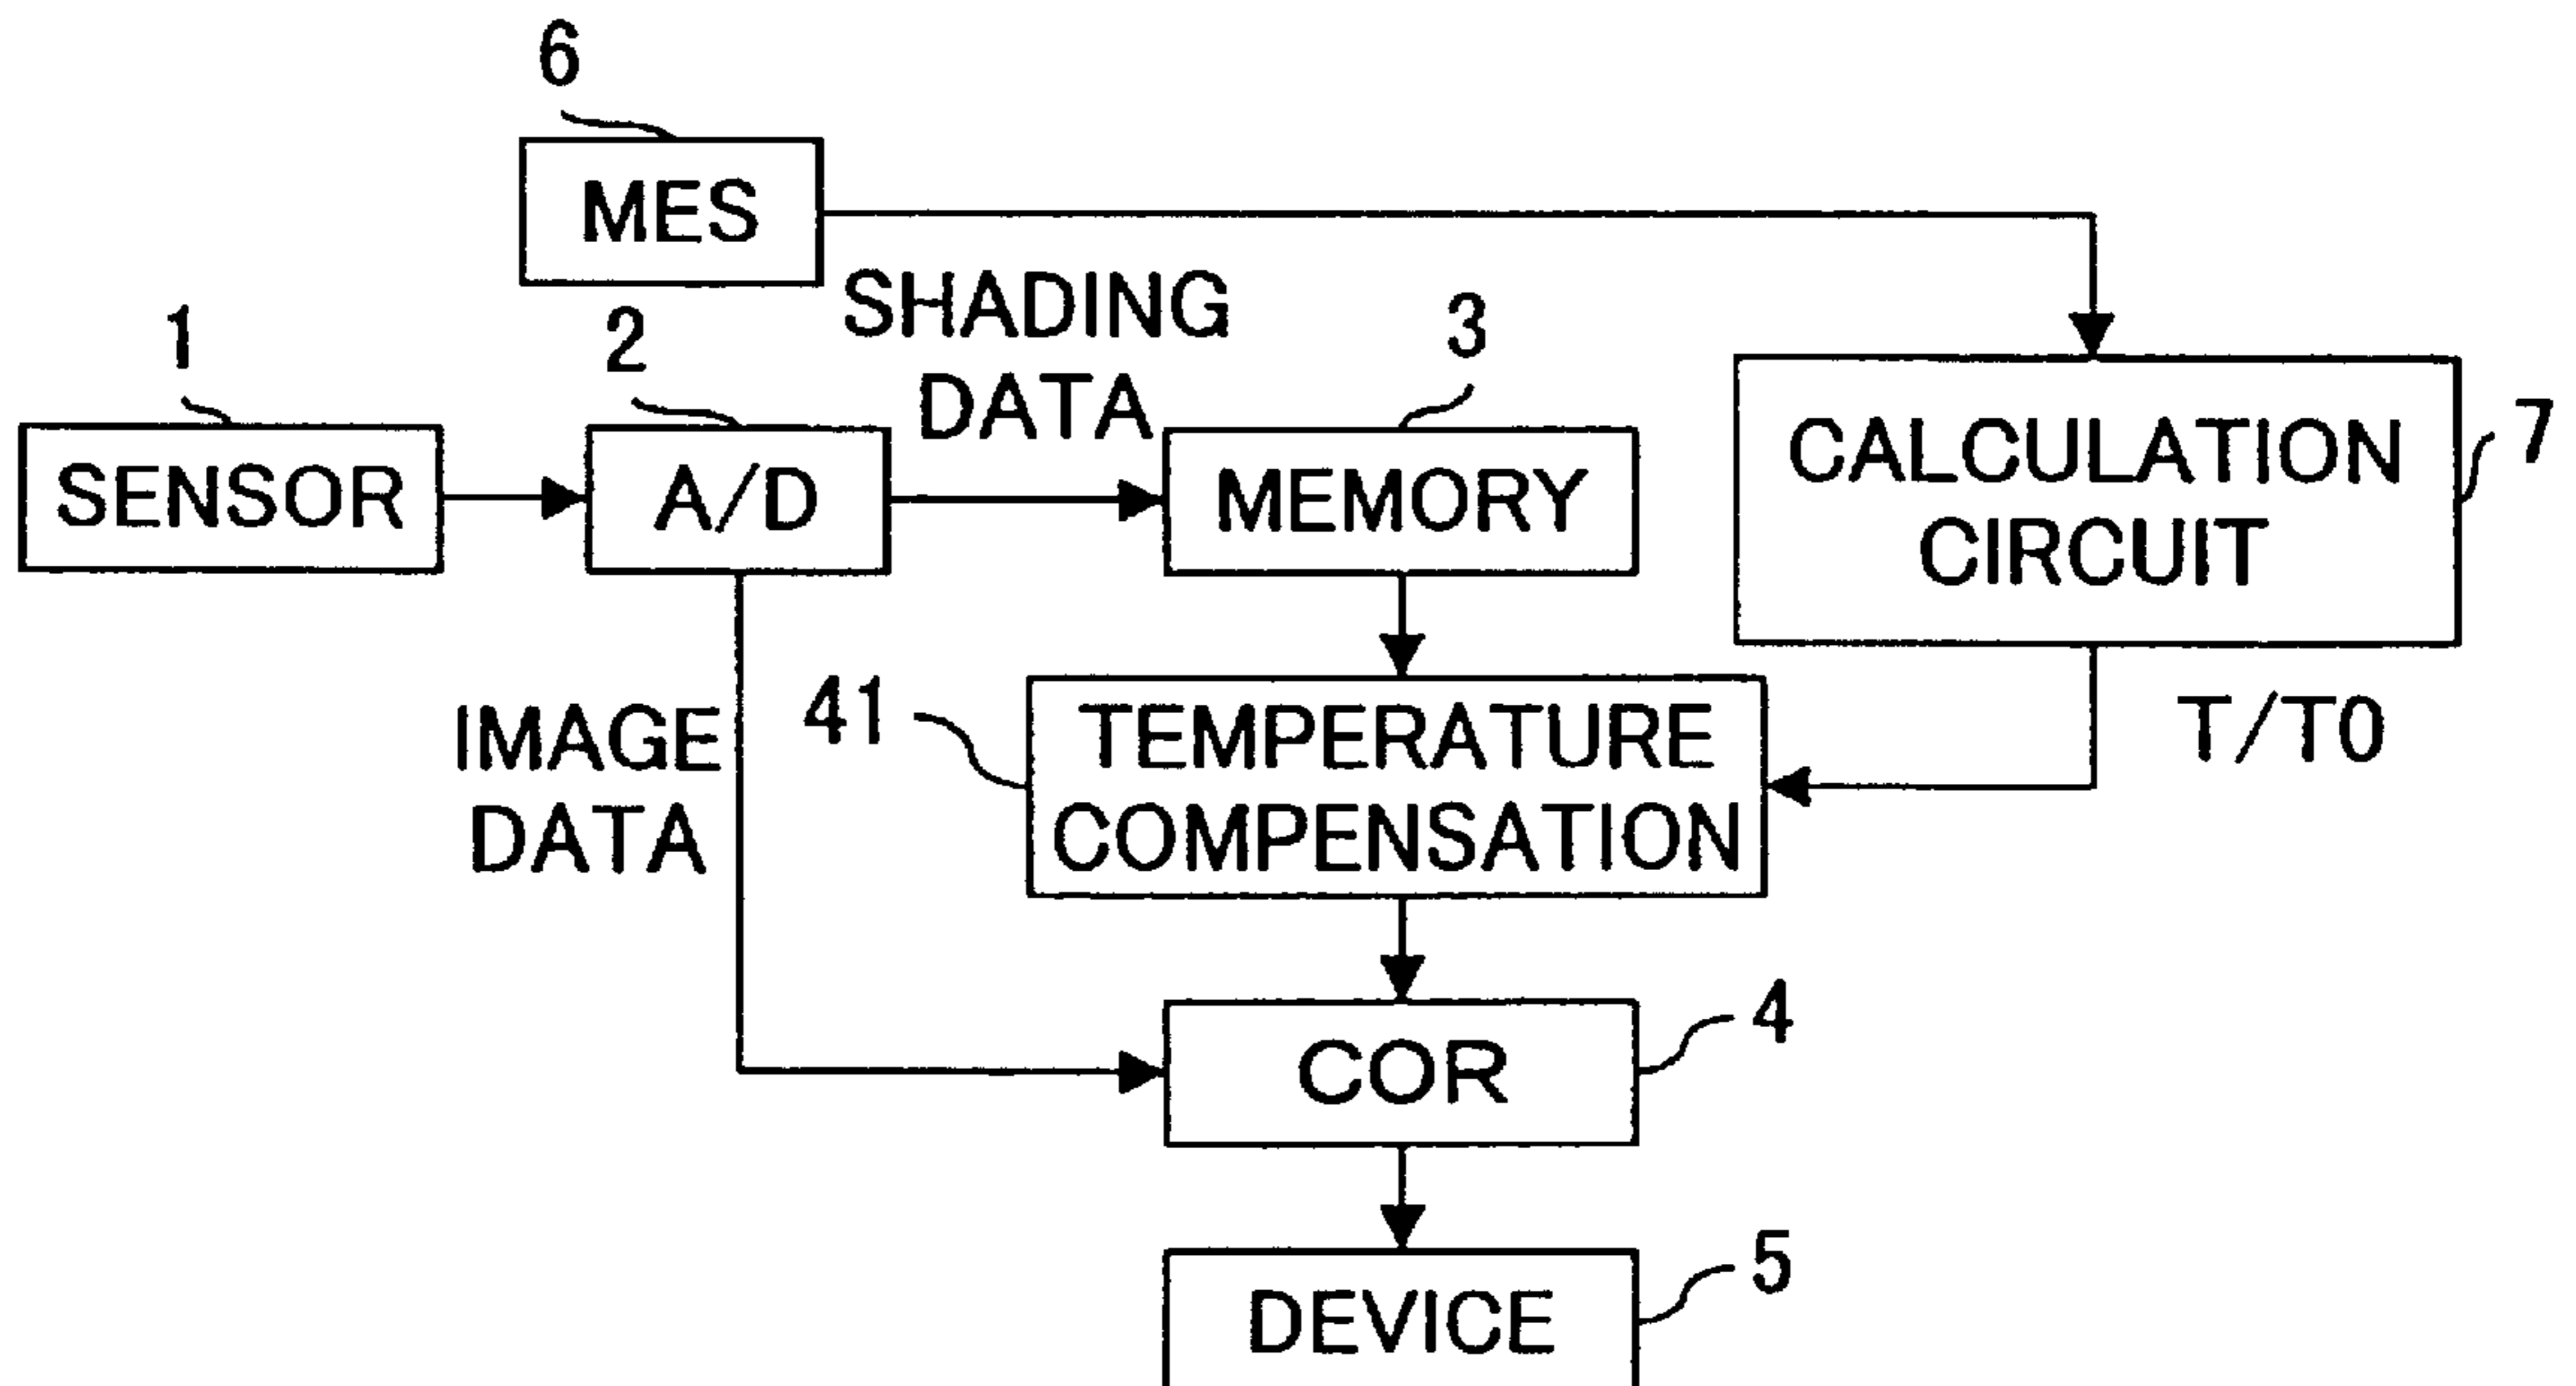 6
MES
SHADING
DATA
1
2
3
SENSOR
A/D
MEMORY
CALCULATION
CIRCUIT
7
IMAGE
DATA
41
TEMPERATURE
COMPENSATION
T/T0
COR
4
DEVICE
5